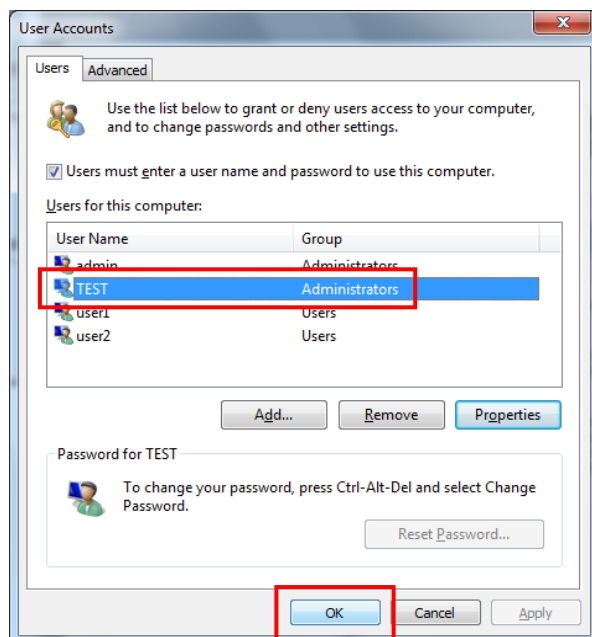 User Accounts
Users Advanced
Use the list below to grant or deny users access to your computer,
and to change passwords and other settings.
Users must enter a user name and password to use this computer.
Users for this computer:
User Name Group
admin Administrators
TEST Administrators
user1 Users
user2 Users
Add... Remove Properties
Password for TEST
To change your password, press Ctrl-Alt-Del and select Change
Password.
Reset Password...
OK Cancel Apply